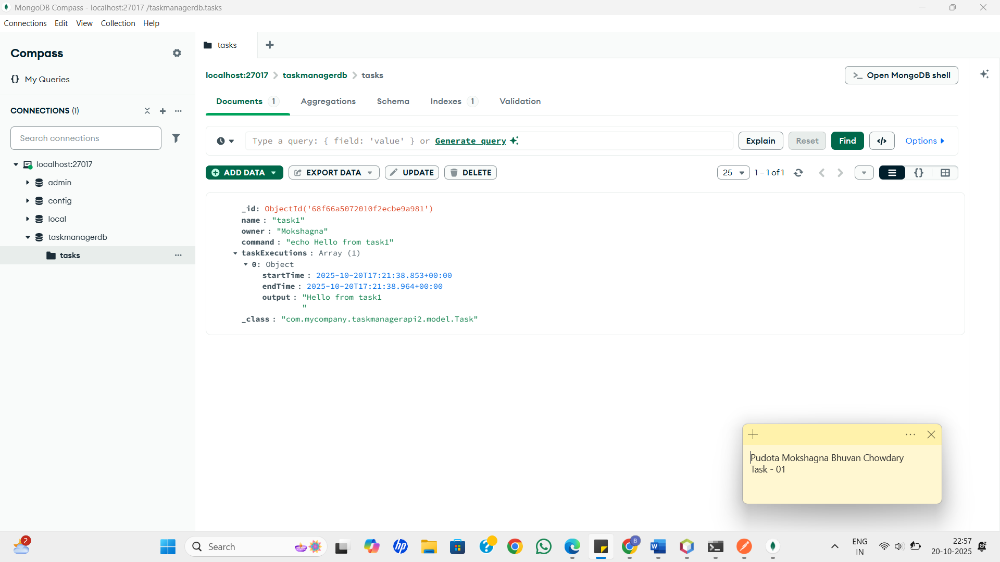 MongoDB Compass - localhost:27017 /taskmanagerdb.tasks
Connections Edit View Collection Help
Compass
{} My Queries
CONNECTIONS (1)
Search connections
localhost:27017
admin
config
local
taskmanagerdb
tasks
tasks
localhost:27017 > taskmanagerdb > tasks
>_ Open MongoDB shell
Documents 1 Aggregations Schema Indexes 1 Validation
Type a query: { field: 'value' } or Generate query
Explain Reset Find </> Options
ADD DATA EXPORT DATA UPDATE DELETE
25 1 – 1 of 1 {}
_id: ObjectId('68f66a5072010f2ecbe9a981')
name : "task1"
owner : "Mokshagna"
command : "echo Hello from task1"
taskExecutions : Array (1)
0: Object
startTime : 2025-10-20T17:21:38.853+00:00
endTime : 2025-10-20T17:21:38.964+00:00
output : "Hello from task1
"
_class : "com.mycompany.taskmanagerapi2.model.Task"
Pudota Mokshagna Bhuvan Chowdary
Task - 01
2
Search
hp
B
W
ENG
IN
22:57
20-10-2025